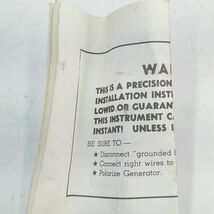 WA
THIS IS A PRECISION
INSTALLATION INST
LOWED, OR GUARAN
THIS INSTRUMENT CA
INSTANT! UNLESS I
BE SURE TO —
★ Disconnect "grounded
★ Connect right wires to
★ Polarize Generator.